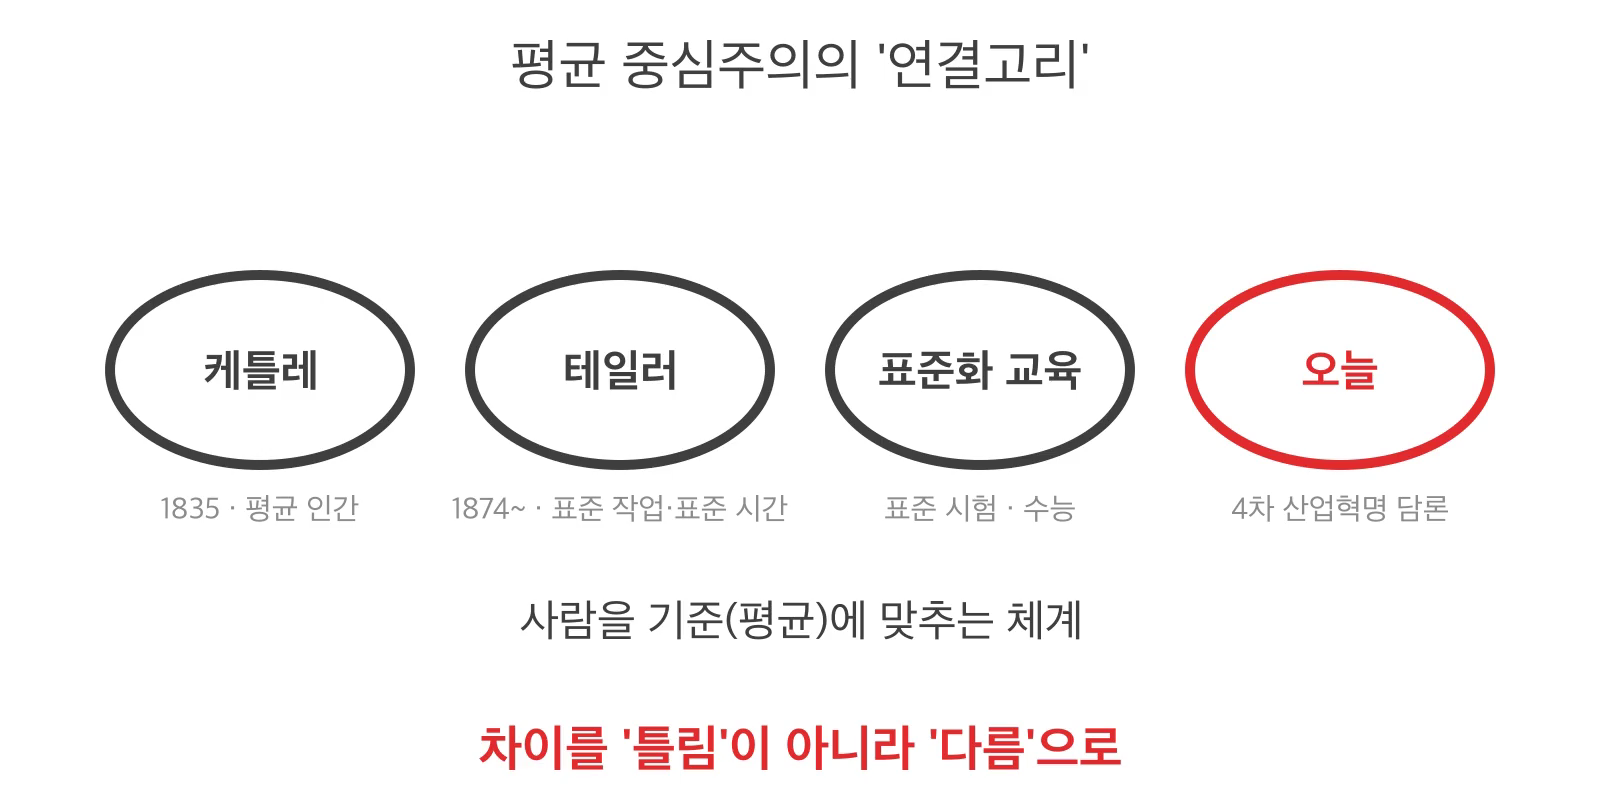 평균 중심주의의 '연결고리'
케틀레
테일러
표준화 교육
오늘
1835 · 평균 인간
1874~ · 표준 작업·표준 시간
표준 시험 · 수능
4차 산업혁명 담론
사람을 기준(평균)에 맞추는 체계
차이를 '틀림'이 아니라 '다름'으로